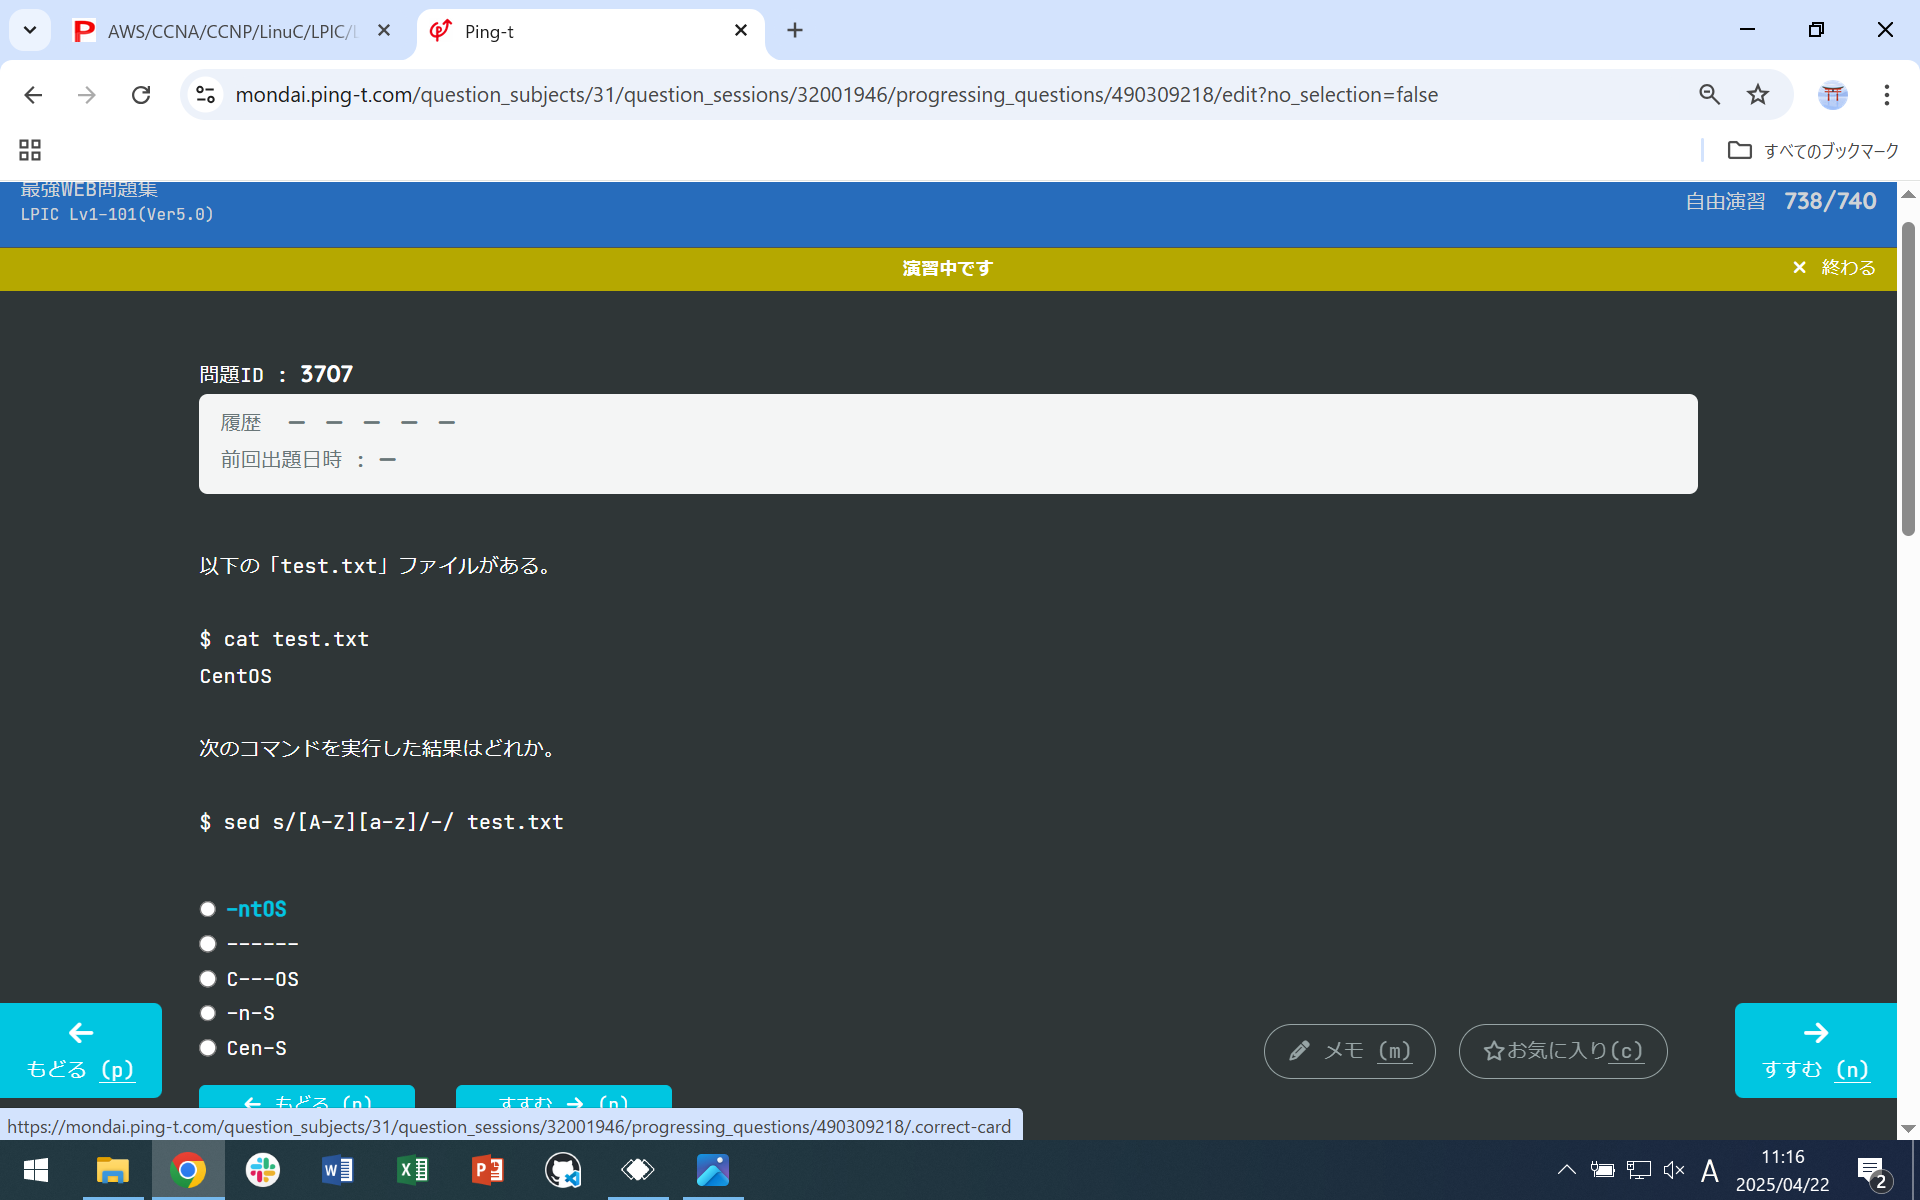 AWS/CCNA/CCNP/LinuC/LPIC/
Ping-t
mondai.ping-t.com/question_subjects/31/question_sessions/32001946/progressing_questions/490309218/edit?no_selection=false
すべてのブックマーク
最強WEB問題集
LPIC Lv1-101(Ver5.0)
自由演習 738/740
演習中です
× 終わる
問題ID : 3707
履歴 － － － － －
前回出題日時 : －
以下の「test.txt」ファイルがある。
$ cat test.txt
CentOS
次のコマンドを実行した結果はどれか。
$ sed s/[A-Z][a-z]/-/ test.txt
-ntOS
------
C---OS
-n-S
Cen-S
← もどる (p)
メモ (m)
☆お気に入り(c)
→ すすむ (n)
← もどる (p)
すすむ → (n)
https://mondai.ping-t.com/question_subjects/31/question_sessions/32001946/progressing_questions/490309218/.correct-card
A
11:16
2025/04/22
2